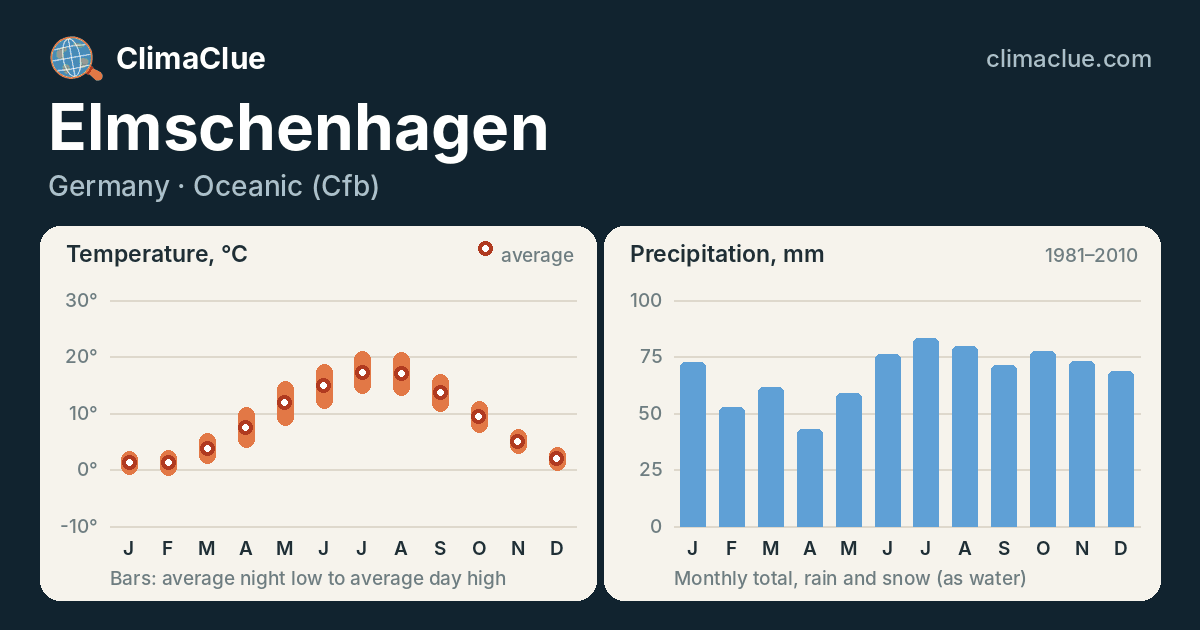 ClimaClue
climaclue.com
Elmschenhagen
Germany · Oceanic (Cfb)
Temperature, °C
average
30°
20°
10°
0°
-10°
J F M A M J J A S O N D
Bars: average night low to average day high
Precipitation, mm
1981–2010
100
75
50
25
0
J F M A M J J A S O N D
Monthly total, rain and snow (as water)